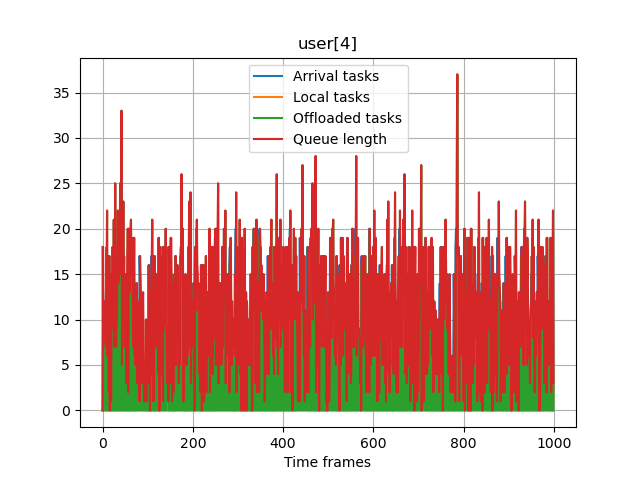 user[4]
Arrival tasks
Local tasks
Offloaded tasks
Queue length
35
30
25
20
15
10
5
0
0 200 400 600 800 1000
Time frames